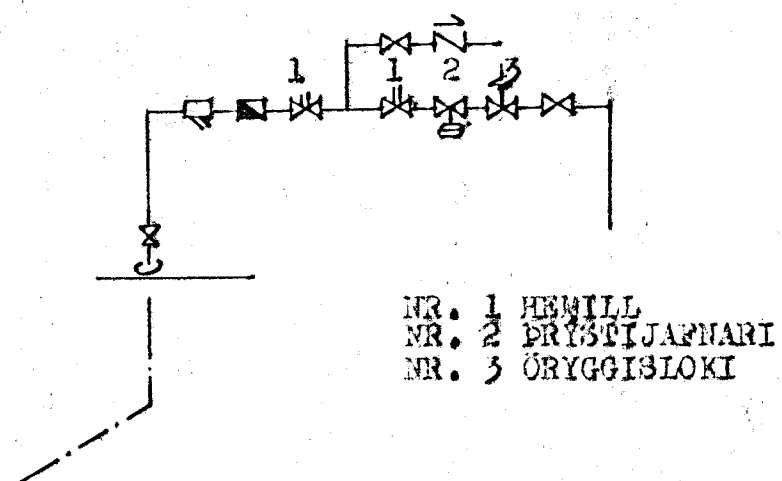 1 1 2 3
NR. 1 HEMILL
NR. 2 ÞRÝSTIJAFNARI
NR. 3 ÖRYGGISLOKI